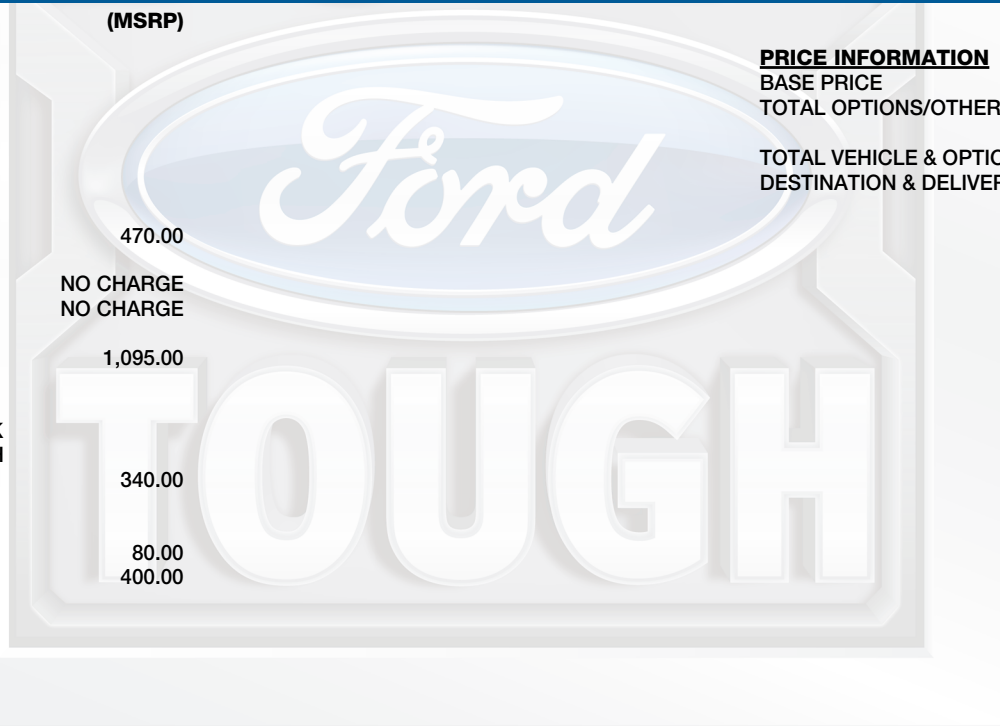 (MSRP)
470.00
NO CHARGE
NO CHARGE
1,095.00
340.00
80.00
400.00
PRICE INFORMATION
BASE PRICE
TOTAL OPTIONS/OTHER
TOTAL VEHICLE & OPTIO
DESTINATION & DELIVER
Ford
TOUGH